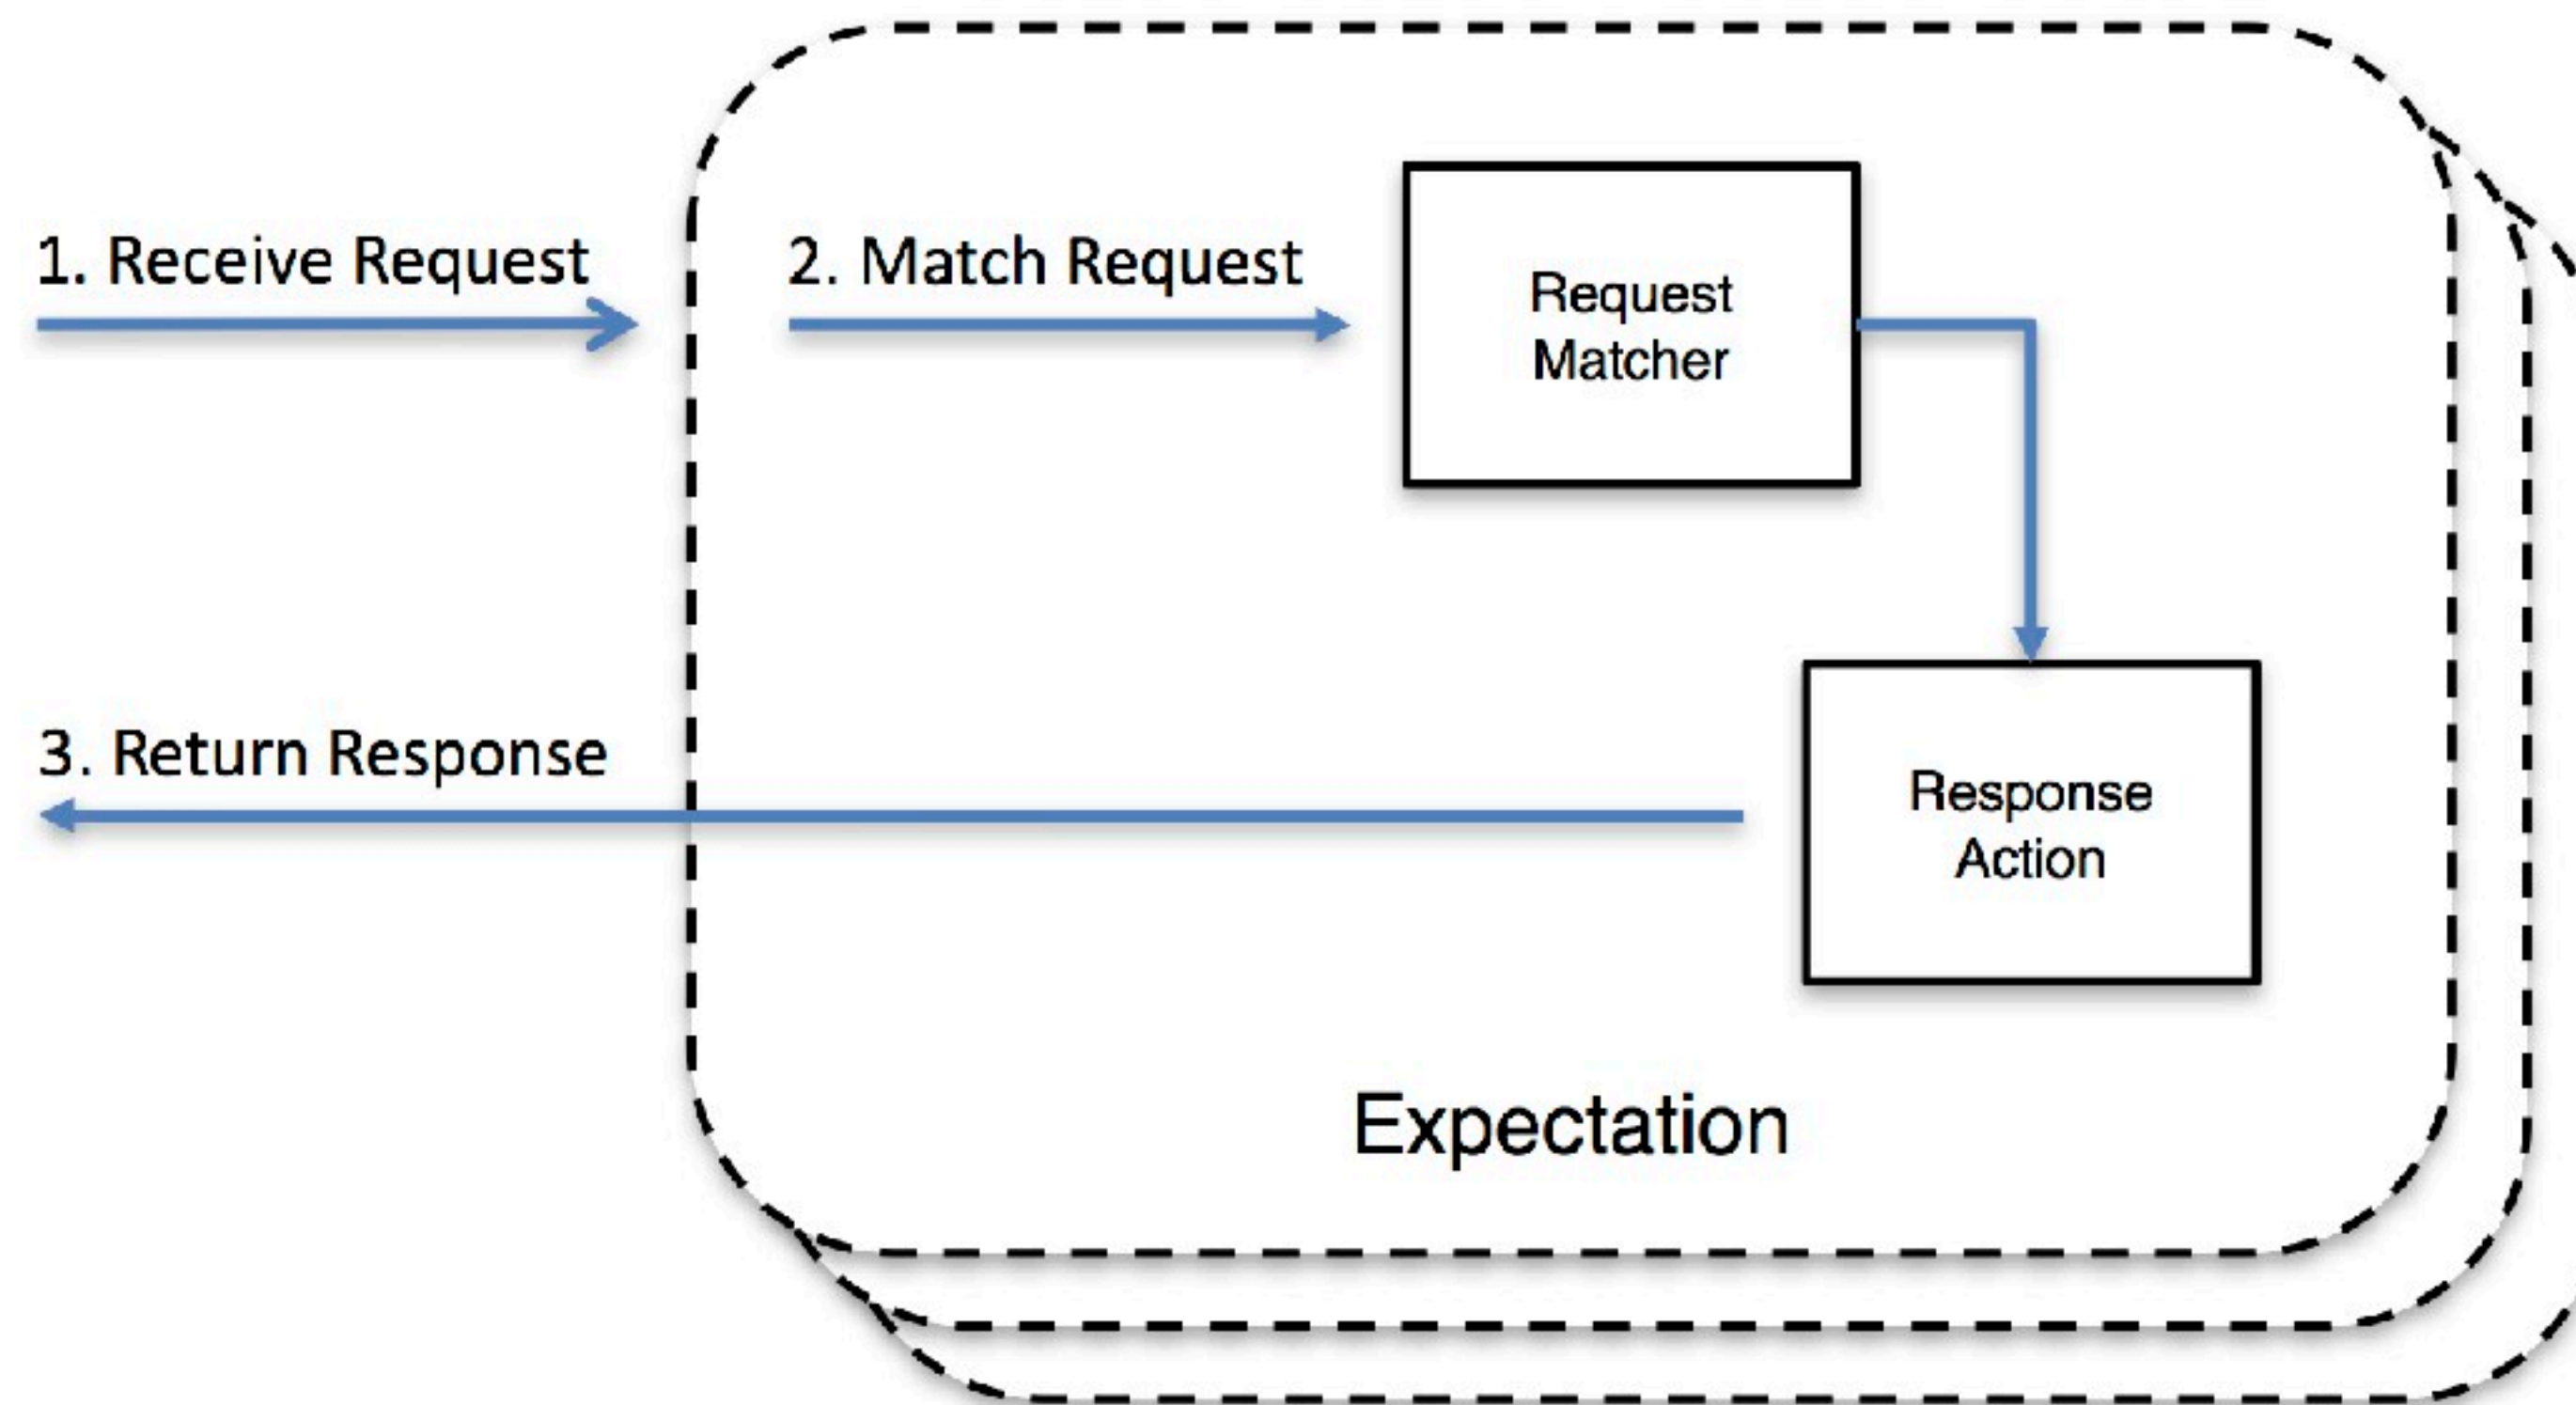 1. Receive Request
2. Match Request
Request
Matcher
3. Return Response
Response
Action
Expectation